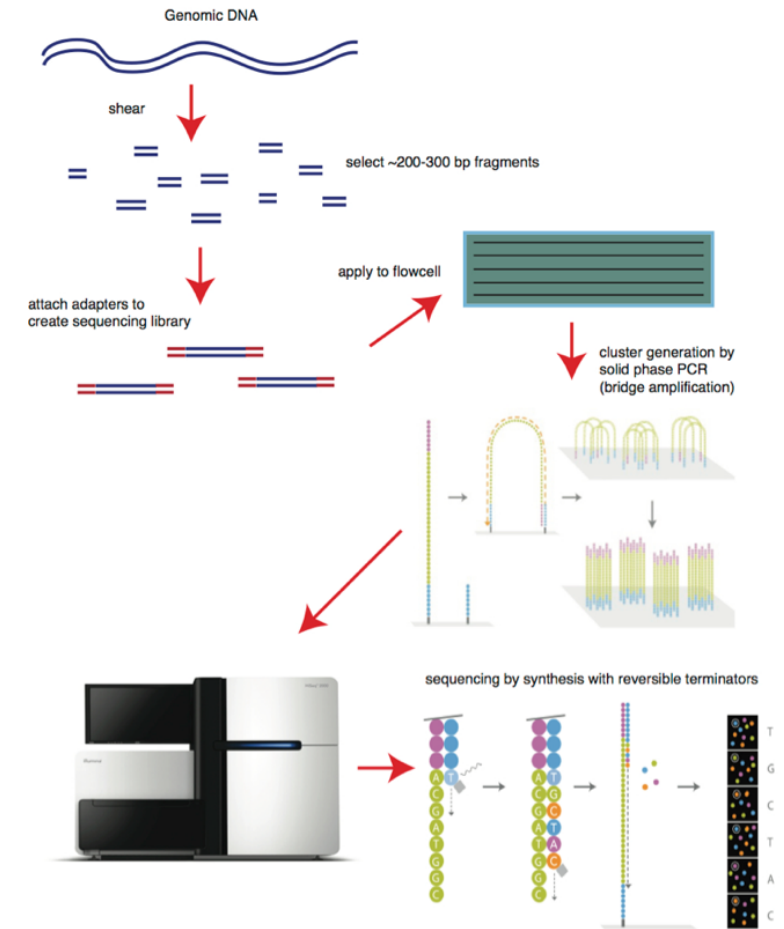 Genomic DNA
shear
select ~200-300 bp fragments
attach adapters to
create sequencing library
apply to flowcell
cluster generation by
solid phase PCR
(bridge amplification)
sequencing by synthesis with reversible terminators
A T
C
G
A
T
G
G
C
A T
C G
G C
A T
T A
G C
G
C
T
G
C
T
A
C